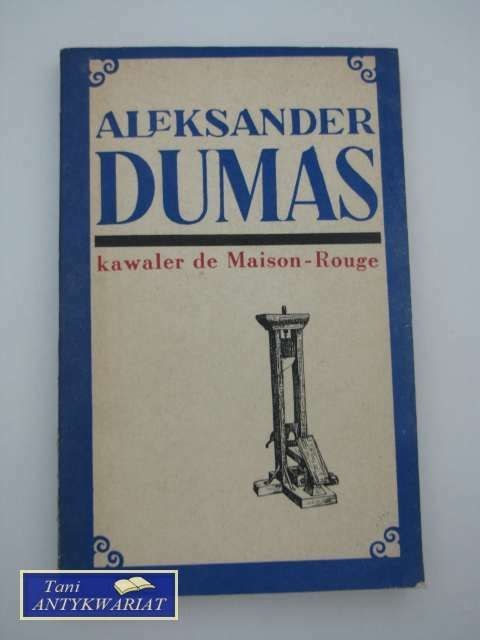 ALEKSANDER
DUMAS
kawaler de Maison-Rouge
Tani
ANTYKWARIAT